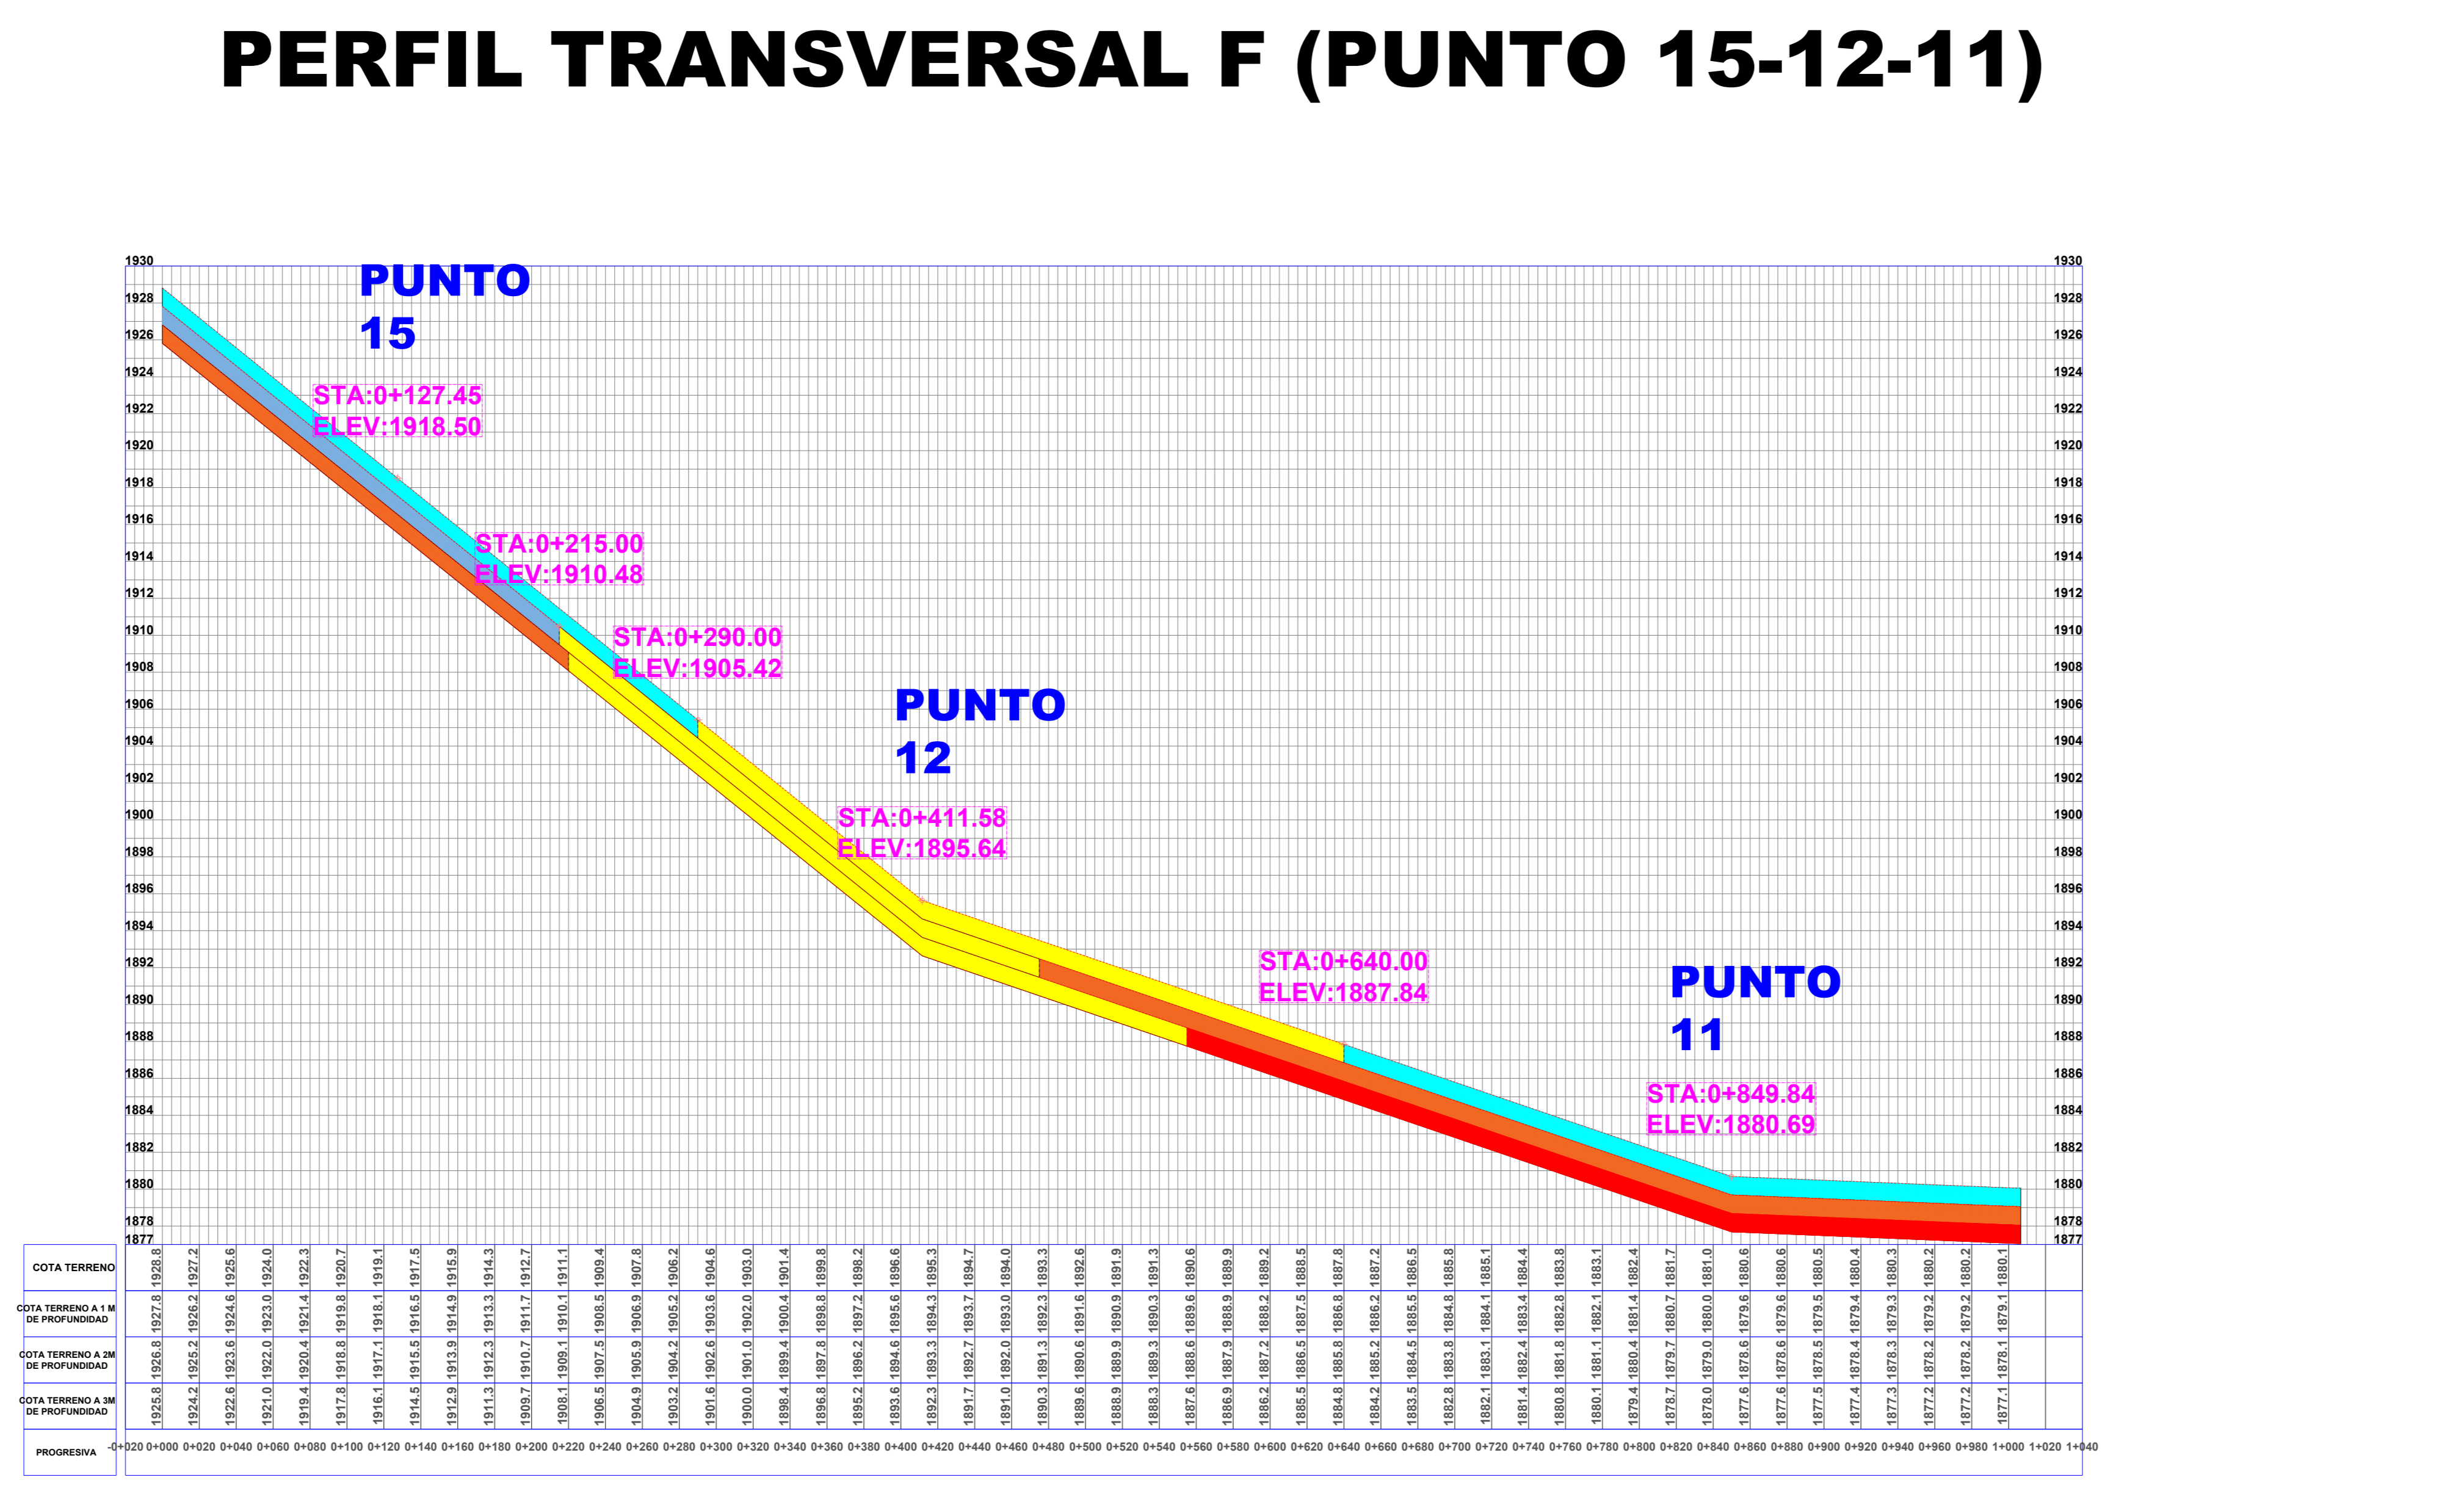 PERFIL TRANSVERSAL F (PUNTO 15-12-11)
1930 1930
1928 1928
1926 1926
1924 1924
1922 1922
1920 1920
1918 1918
1916 1916
1914 1914
1912 1912
1910 1910
1908 1908
1906 1906
1904 1904
1902 1902
1900 1900
1898 1898
1896 1896
1894 1894
1892 1892
1890 1890
1888 1888
1886 1886
1884 1884
1882 1882
1880 1880
1878 1878
1877 1877
PUNTO
15
STA:0+127.45
ELEV:1918.50
STA:0+215.00
ELEV:1910.48
STA:0+290.00
ELEV:1905.42
PUNTO
12
STA:0+411.58
ELEV:1895.64
STA:0+640.00
ELEV:1887.84
PUNTO
11
STA:0+849.84
ELEV:1880.69
COTA TERRENO
1928.8 1927.2 1925.6 1924.0 1922.3 1920.7 1919.1 1917.5 1915.9 1914.3 1912.7 1911.1 1909.4 1907.8 1906.2 1904.6 1903.0 1901.4 1899.8 1898.2 1896.6 1895.3 1894.7 1894.0 1893.3 1892.6 1891.9 1891.3 1890.6 1889.9 1889.2 1888.5 1887.8 1887.2 1886.5 1885.8 1885.1 1884.4 1883.8 1883.1 1882.4 1881.7 1881.0 1880.6 1880.6 1880.5 1880.4 1880.3 1880.2 1880.2 1880.1
COTA TERRENO A 1 M
DE PROFUNDIDAD
1927.8 1926.2 1924.6 1923.0 1921.4 1919.8 1918.1 1916.5 1914.9 1913.3 1911.7 1910.1 1908.5 1906.9 1905.2 1903.6 1902.0 1900.4 1898.8 1897.2 1895.6 1894.3 1893.7 1893.0 1892.3 1891.6 1890.9 1890.3 1889.6 1888.9 1888.2 1887.5 1886.8 1886.2 1885.5 1884.8 1884.1 1883.4 1882.8 1882.1 1881.4 1880.7 1880.0 1879.6 1879.6 1879.5 1879.4 1879.3 1879.2 1879.2 1879.1
COTA TERRENO A 2M
DE PROFUNDIDAD
1926.8 1925.2 1923.6 1922.0 1920.4 1918.8 1917.1 1915.5 1913.9 1912.3 1910.7 1909.1 1907.5 1905.9 1904.2 1902.6 1901.0 1899.4 1897.8 1896.2 1894.6 1893.3 1892.7 1892.0 1891.3 1890.6 1889.9 1889.3 1888.6 1887.9 1887.2 1886.5 1885.8 1885.2 1884.5 1883.8 1883.1 1882.4 1881.8 1881.1 1880.4 1879.7 1879.0 1878.6 1878.6 1878.5 1878.4 1878.3 1878.2 1878.2 1878.1
COTA TERRENO A 3M
DE PROFUNDIDAD
1925.8 1924.2 1922.6 1921.0 1919.4 1917.8 1916.1 1914.5 1912.9 1911.3 1909.7 1908.1 1906.5 1904.9 1903.2 1901.6 1900.0 1898.4 1896.8 1895.2 1893.6 1892.3 1891.7 1891.0 1890.3 1889.6 1888.9 1888.3 1887.6 1886.9 1886.2 1885.5 1884.8 1884.2 1883.5 1882.8 1882.1 1881.4 1880.8 1880.1 1879.4 1878.7 1878.0 1877.6 1877.6 1877.5 1877.4 1877.3 1877.2 1877.2 1877.1
PROGRESIVA
-0+020 0+000 0+020 0+040 0+060 0+080 0+100 0+120 0+140 0+160 0+180 0+200 0+220 0+240 0+260 0+280 0+300 0+320 0+340 0+360 0+380 0+400 0+420 0+440 0+460 0+480 0+500 0+520 0+540 0+560 0+580 0+600 0+620 0+640 0+660 0+680 0+700 0+720 0+740 0+760 0+780 0+800 0+820 0+840 0+860 0+880 0+900 0+920 0+940 0+960 0+980 1+000 1+020 1+040